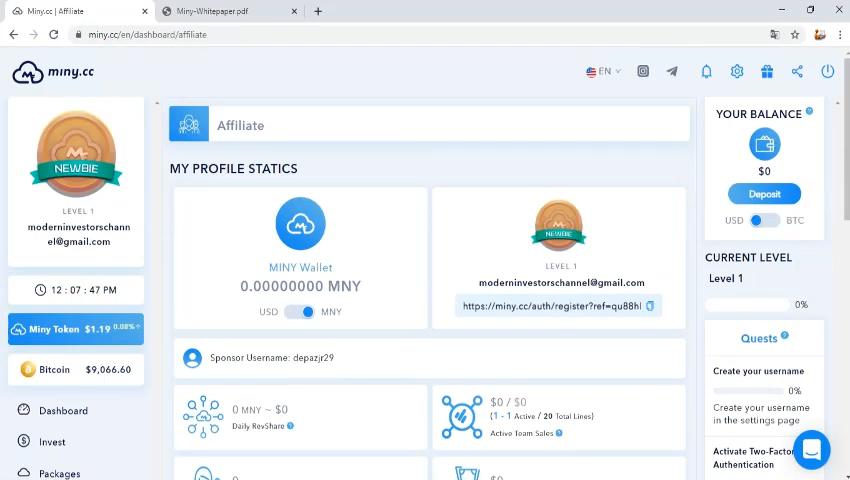 Miny.cc | Affiliate
Miny-Whitepaper.pdf
miny.cc/en/dashboard/affiliate
miny.cc
EN
NEWBIE
LEVEL 1
moderninvestorschann
el@gmail.com
12 : 07 : 47 PM
Miny Token $1.19 0.08%↑
Bitcoin $9,066.60
Dashboard
Invest
Packages
Affiliate
MY PROFILE STATICS
MINY Wallet
0.00000000 MNY
USD MNY
NEWBIE
LEVEL 1
moderninvestorschannel@gmail.com
https://miny.cc/auth/register?ref=qu88hl
Sponsor Username: depazjr29
0 MNY ~ $0
Daily RevShare ?
$0 / $0
(1 - 1 Active / 20 Total Lines)
Active Team Sales ?
0
YOUR BALANCE ?
$0
Deposit
USD BTC
CURRENT LEVEL
Level 1
0%
Quests ?
Create your username
0%
Create your username
in the settings page
Activate Two-Factor
Authentication